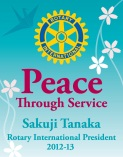 ROTARY
INTERNATIONAL
Peace
Through Service
Sakuji Tanaka
Rotary International President
2012-13